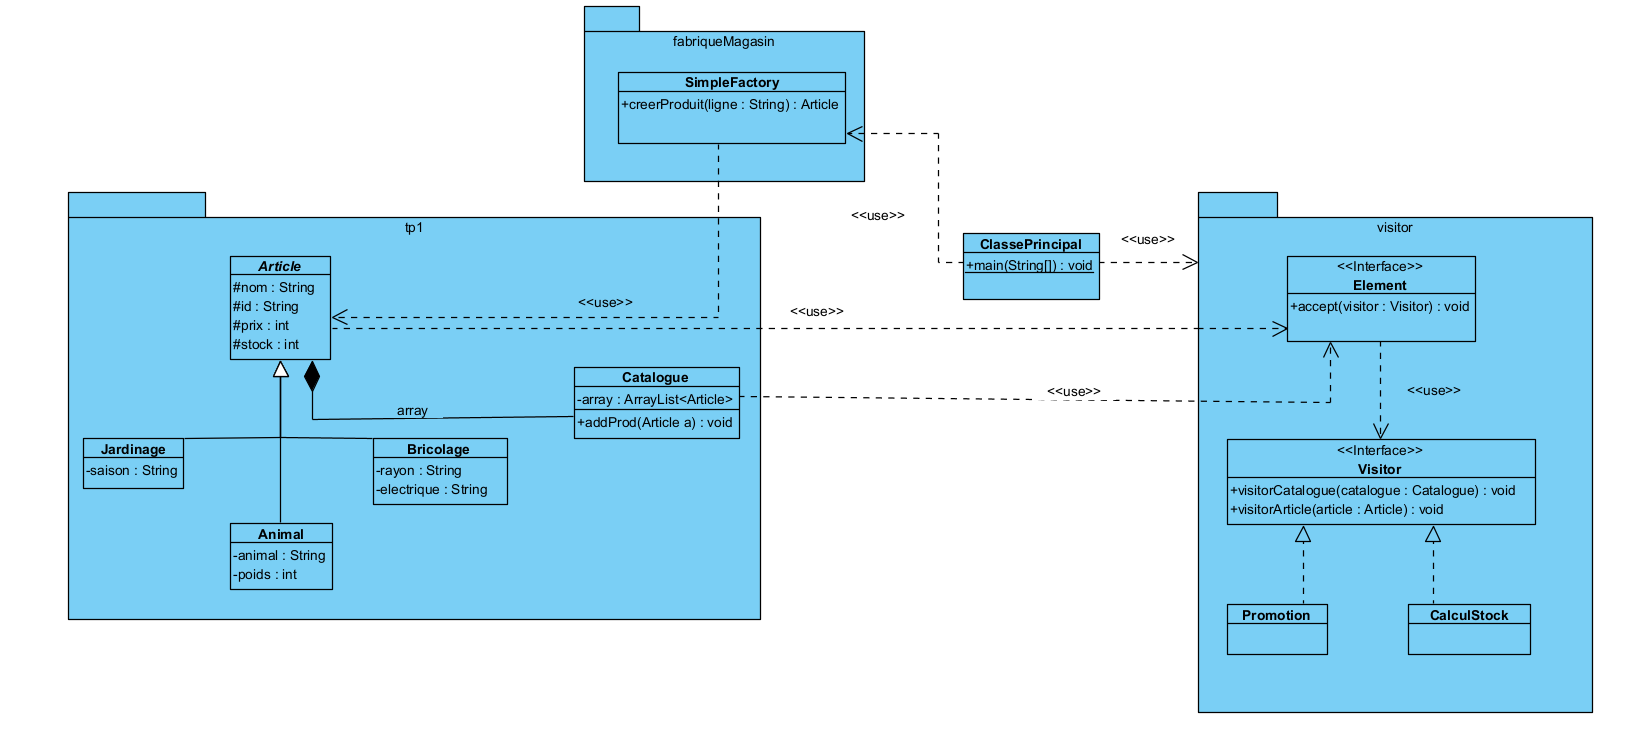 fabriqueMagasin
SimpleFactory
+creerProduit(ligne : String) : Article
<<use>>
tp1
Article
#nom : String
#id : String
#prix : int
#stock : int
<<use>>
<<use>>
ClassePrincipal
+main(String[]) : void
<<use>>
visitor
<<Interface>>
Element
+accept(visitor : Visitor) : void
Catalogue
-array : ArrayList<Article>
+addProd(Article a) : void
array
<<use>>
<<use>>
Jardinage
-saison : String
Bricolage
-rayon : String
-electrique : String
Animal
-animal : String
-poids : int
<<Interface>>
Visitor
+visitorCatalogue(catalogue : Catalogue) : void
+visitorArticle(article : Article) : void
Promotion
CalculStock